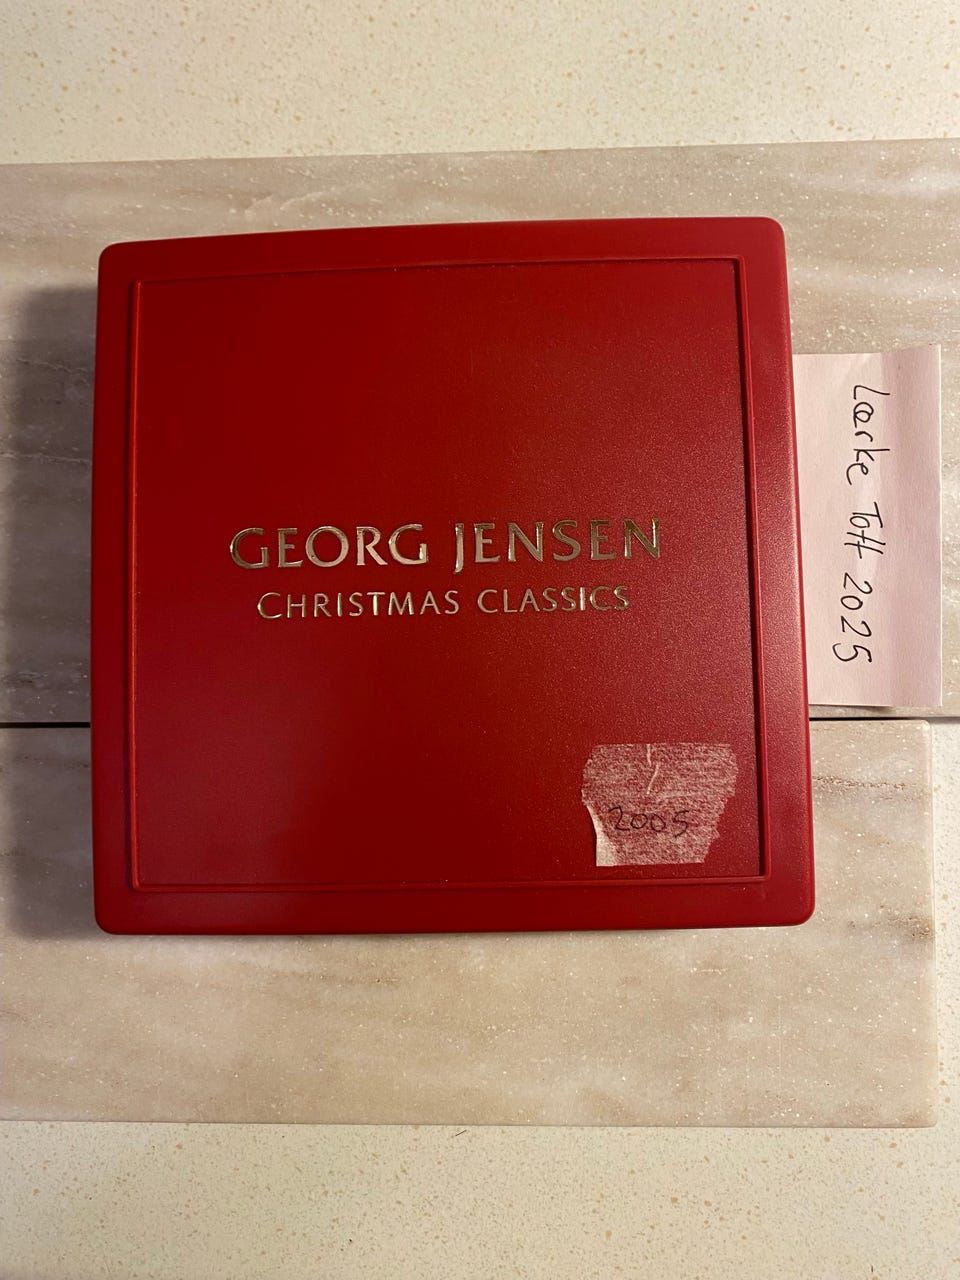 GEORG JENSEN
CHRISTMAS CLASSICS
2005
Lærke Toft 2025